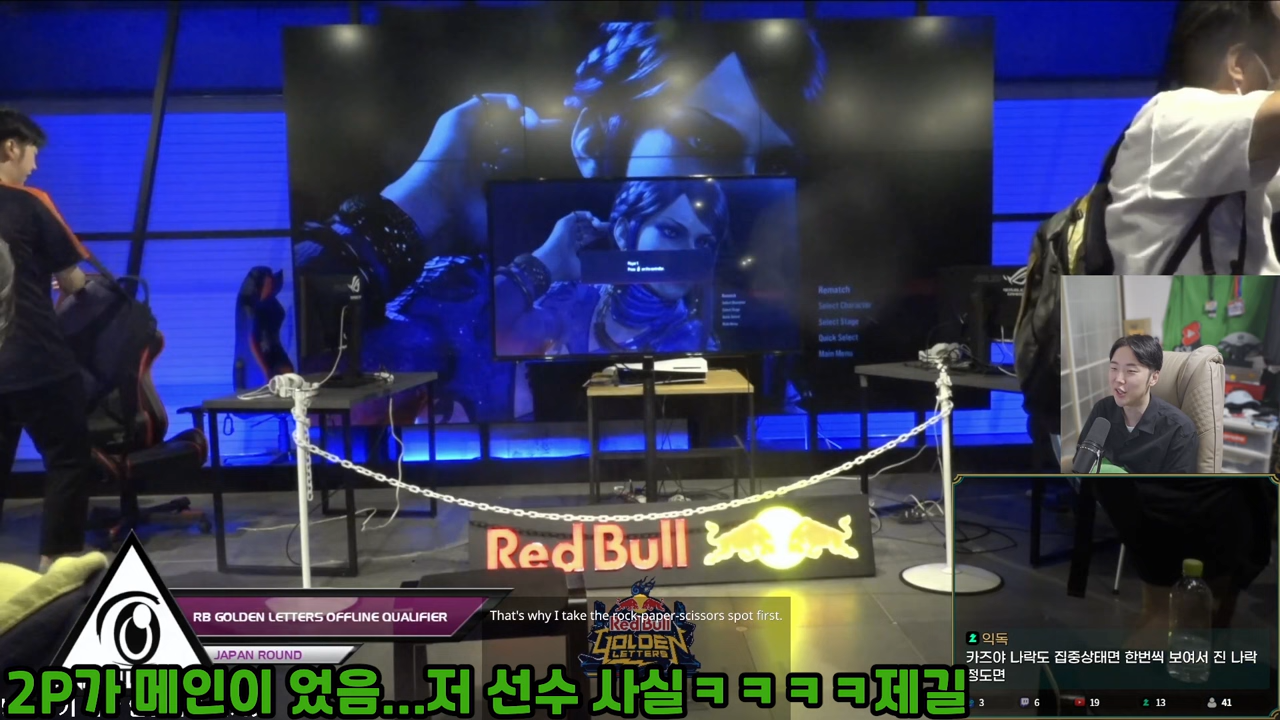 Rematch
Select Character
Select Stage
Quick Select
Main Menu
Red Bull
RB GOLDEN LETTERS OFFLINE QUALIFIER
JAPAN ROUND
That's why I take the rock-paper-scissors spot first.
Red Bull
GOLDEN
LETTERS
2P가 메인이 었음...저 선수 사실ㅋㅋㅋㅋ제길
익독
카즈야 나락도 집중상태면 한번씩 보여서 진 나락
정도면
3 6 19 13 41